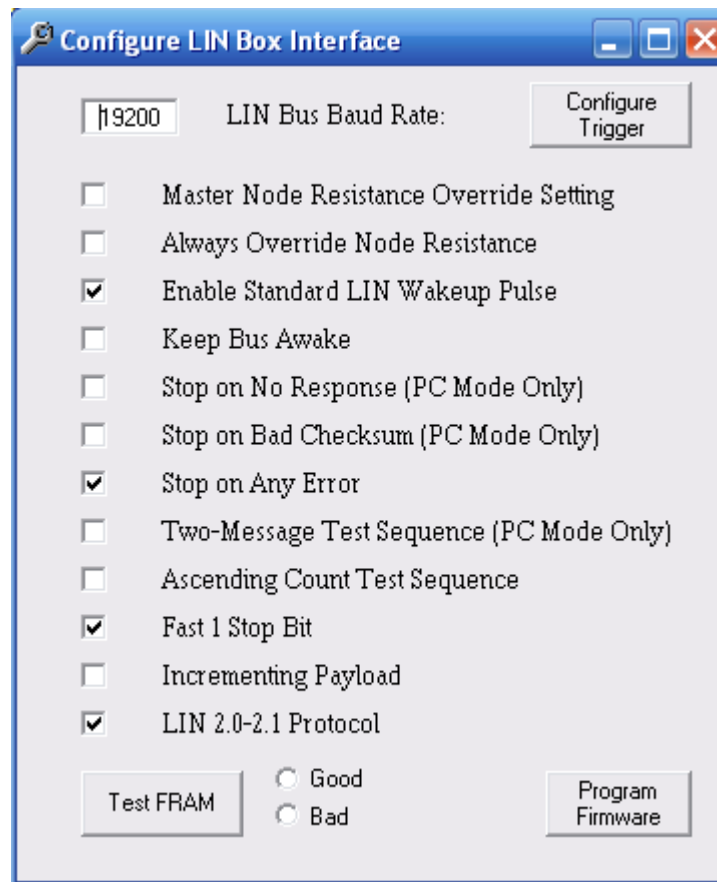 Configure LIN Box Interface
19200 LIN Bus Baud Rate: Configure Trigger
Master Node Resistance Override Setting
Always Override Node Resistance
Enable Standard LIN Wakeup Pulse
Keep Bus Awake
Stop on No Response (PC Mode Only)
Stop on Bad Checksum (PC Mode Only)
Stop on Any Error
Two-Message Test Sequence (PC Mode Only)
Ascending Count Test Sequence
Fast 1 Stop Bit
Incrementing Payload
LIN 2.0-2.1 Protocol
Test FRAM
Good
Bad
Program
Firmware